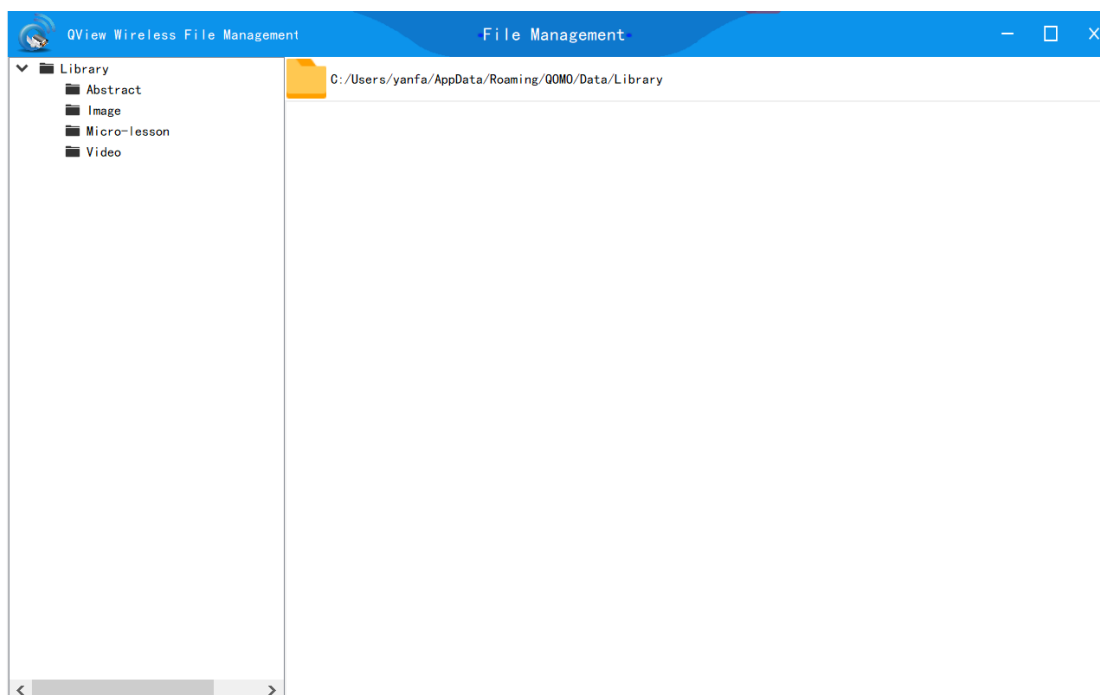 QView Wireless File Management
File Management
Library
Abstract
Image
Micro-lesson
Video
C:/Users/yanfa/AppData/Roaming/QOMO/Data/Library